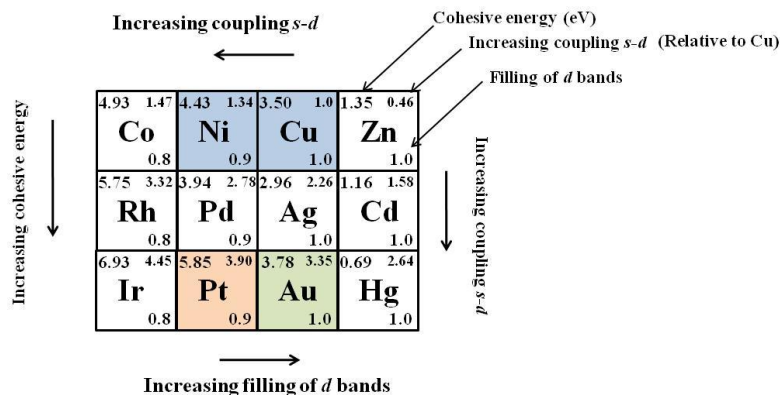 Increasing coupling s-d
Cohesive energy (eV)
Increasing coupling s-d (Relative to Cu)
Filling of d bands
4.93 1.47 4.43 1.34 3.50 1.0 1.35 0.46
Co Ni Cu Zn
0.8 0.9 1.0 1.0
5.75 3.32 3.94 2.78 2.96 2.26 1.16 1.58
Rh Pd Ag Cd
0.8 0.9 1.0 1.0
6.93 4.45 5.85 3.90 3.78 3.35 0.69 2.64
Ir Pt Au Hg
0.8 0.9 1.0 1.0
Increasing cohesive energy
Increasing coupling s-d
Increasing filling of d bands